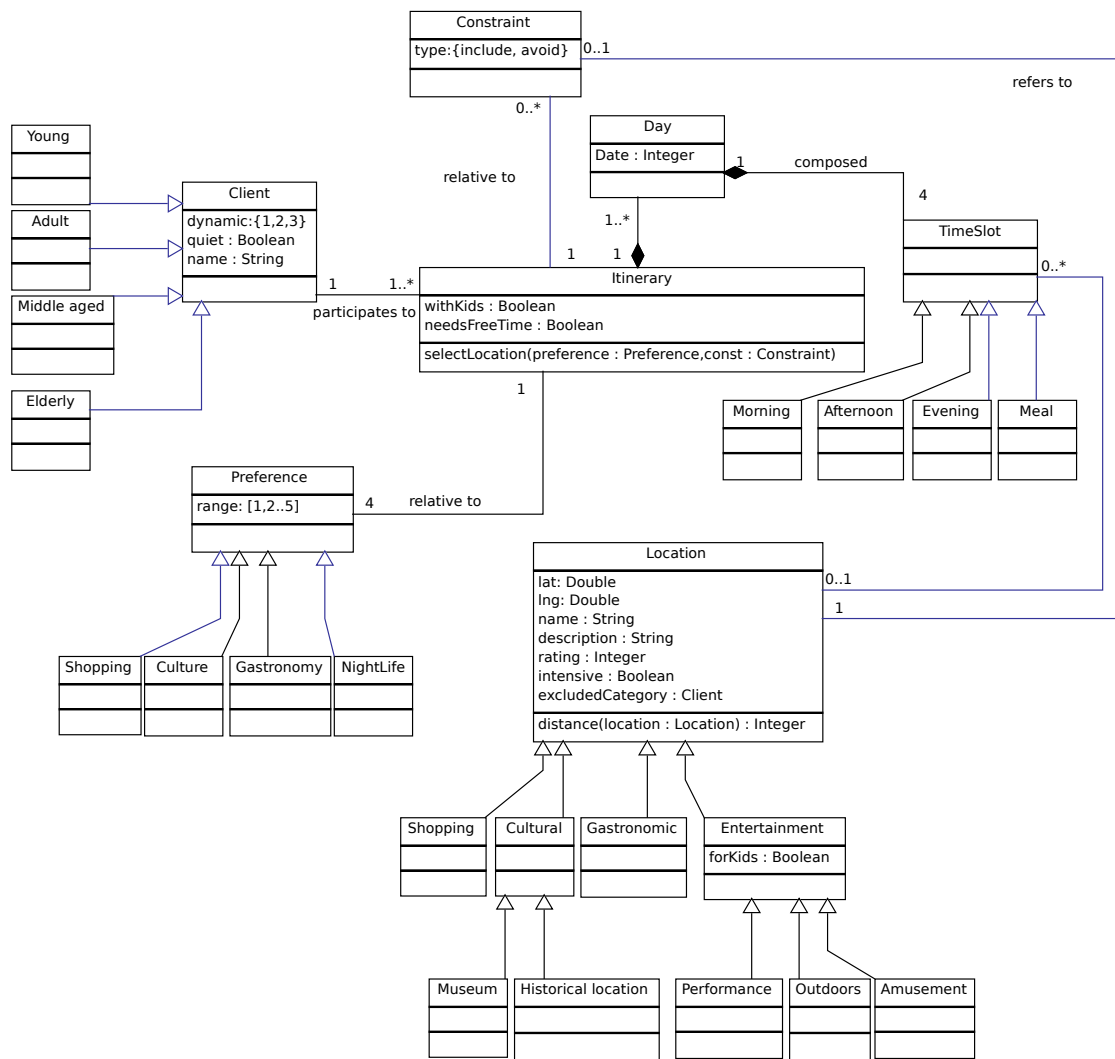 Constraint
type:{include, avoid}
0..1
refers to
0..*
relative to
1
Day
Date : Integer
1
composed
4
1..*
1
Young
Adult
Middle aged
Elderly
Client
dynamic:{1,2,3}
quiet : Boolean
name : String
1
1..*
participates to
Itinerary
withKids : Boolean
needsFreeTime : Boolean
selectLocation(preference : Preference,const : Constraint)
1
TimeSlot
0..*
Morning
Afternoon
Evening
Meal
Preference
range: [1,2..5]
4
relative to
Shopping
Culture
Gastronomy
NightLife
Location
lat: Double
lng: Double
name : String
description : String
rating : Integer
intensive : Boolean
excludedCategory : Client
distance(location : Location) : Integer
0..1
1
Shopping
Cultural
Gastronomic
Entertainment
forKids : Boolean
Museum
Historical location
Performance
Outdoors
Amusement